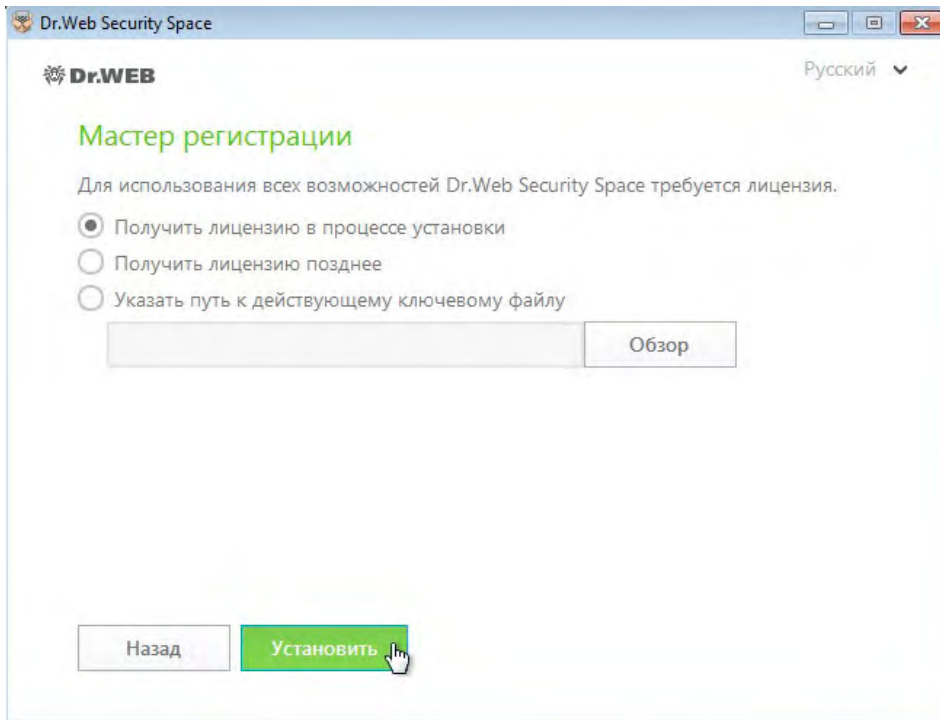 Dr.Web Security Space
Dr.WEB
Русский
Мастер регистрации
Для использования всех возможностей Dr.Web Security Space требуется лицензия.
Получить лицензию в процессе установки
Получить лицензию позднее
Указать путь к действующему ключевому файлу
Обзор
Назад
Установить